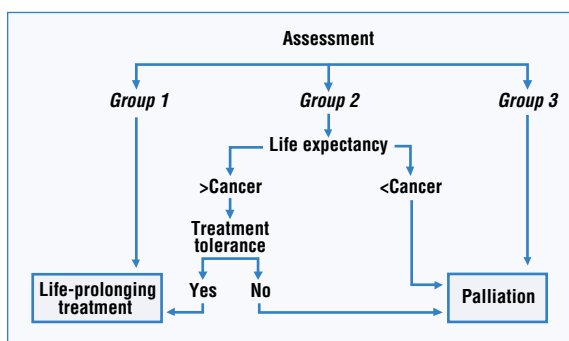 Assessment
Group 1 Group 2 Group 3
Life expectancy
>Cancer <Cancer
Treatment
tolerance
Life-prolonging
treatment
Yes No
Palliation